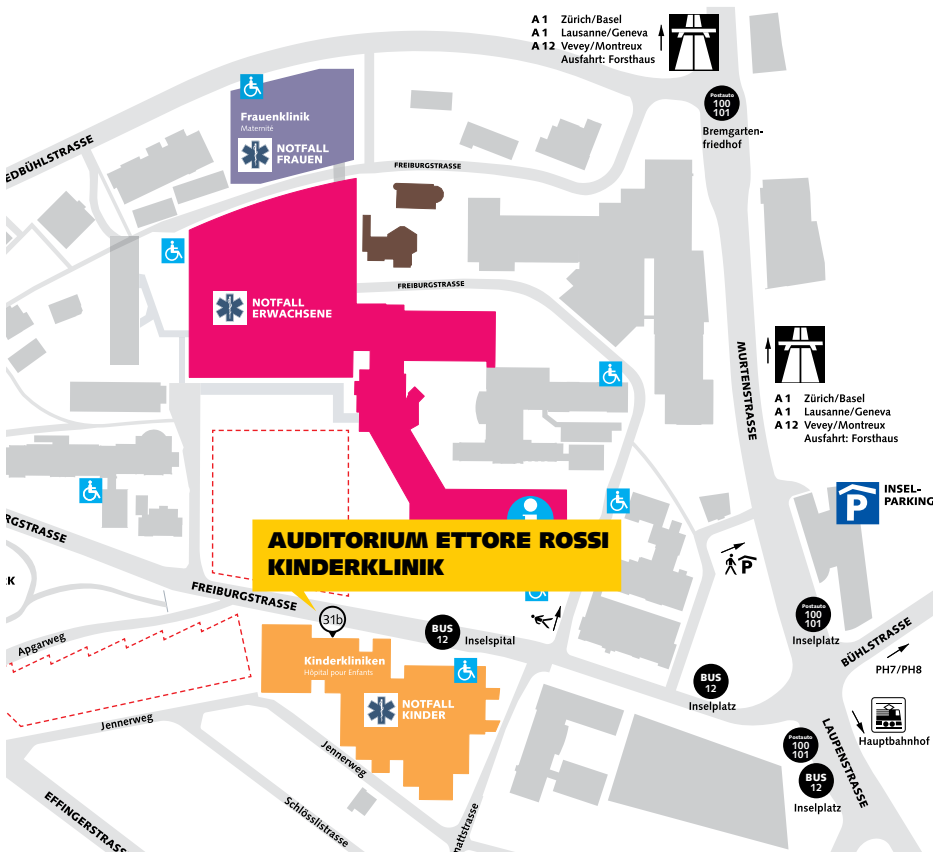 A 1 Zürich/Basel
A 1 Lausanne/Geneva
A 12 Vevey/Montreux
Ausfahrt: Forsthaus
Postauto
100
101
Bremgarten-
friedhof
Frauenklinik
Maternité
NOTFALL
FRAUEN
EDBÜHLSTRASSE
FREIBURGSTRASSE
FREIBURGSTRASSE
NOTFALL
ERWACHSENE
MURTENSTRASSE
A 1 Zürich/Basel
A 1 Lausanne/Geneva
A 12 Vevey/Montreux
Ausfahrt: Forsthaus
P
INSEL-
PARKING
RGSTRASSE
AUDITORIUM ETTORE ROSSI
KINDERKLINIK
P
K
FREIBURGSTRASSE
31b
BUS
12
Inselspital
Postauto
100
101
Inselplatz
BÜHLSTRASSE
PH7/PH8
Apgarweg
Kinderkliniken
Hôpital pour Enfants
NOTFALL
KINDER
BUS
12
Inselplatz
Hauptbahnhof
Jennerweg
Jennerweg
Postauto
100
101
BUS
12
Inselplatz
LAUPENSTRASSE
EFFINGERSTRASSE
Schlösslistrasse
mattstrasse